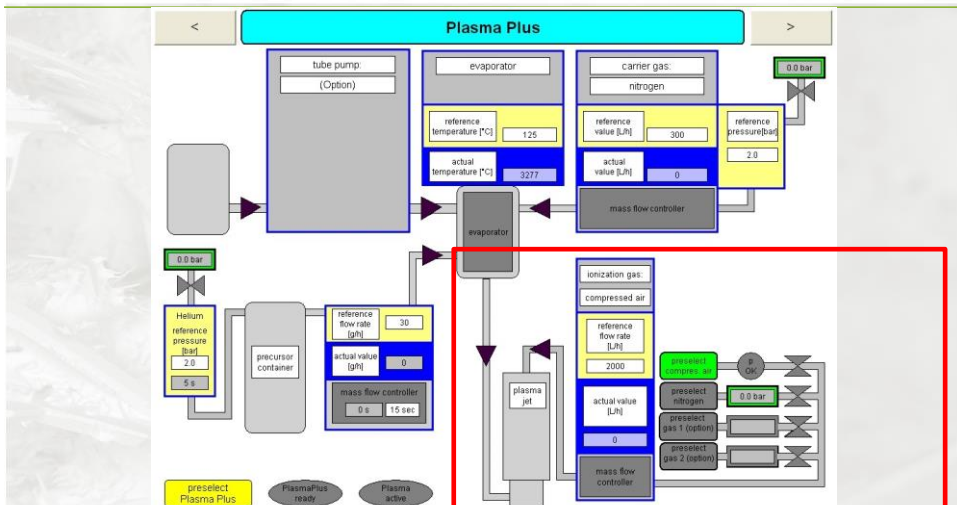 <
Plasma Plus
>
tube pump:
(Option)
evaporator
reference
temperature [°C]
125
actual
temperature [°C]
3277
carrier gas:
nitrogen
reference
value [L/h]
300
actual
value [L/h]
0
mass flow controller
0.0 bar
reference
pressure[bar]
2.0
evaporator
0.0 bar
Helium
reference
pressure
[bar]
2.0
5 s
precursor
container
reference
flow rate
[g/h]
30
actual value
[g/h]
0
mass flow controller
0 s
15 sec
plasma
jet
ionization gas:
compressed air
reference
flow rate
[L/h]
2000
actual value
[L/h]
0
mass flow
controller
preselect
compres. air
p
OK
preselect
nitrogen
0.0 bar
preselect
gas 1 (option)
preselect
gas 2 (option)
preselect
Plasma Plus
PlasmaPlus
ready
Plasma
active